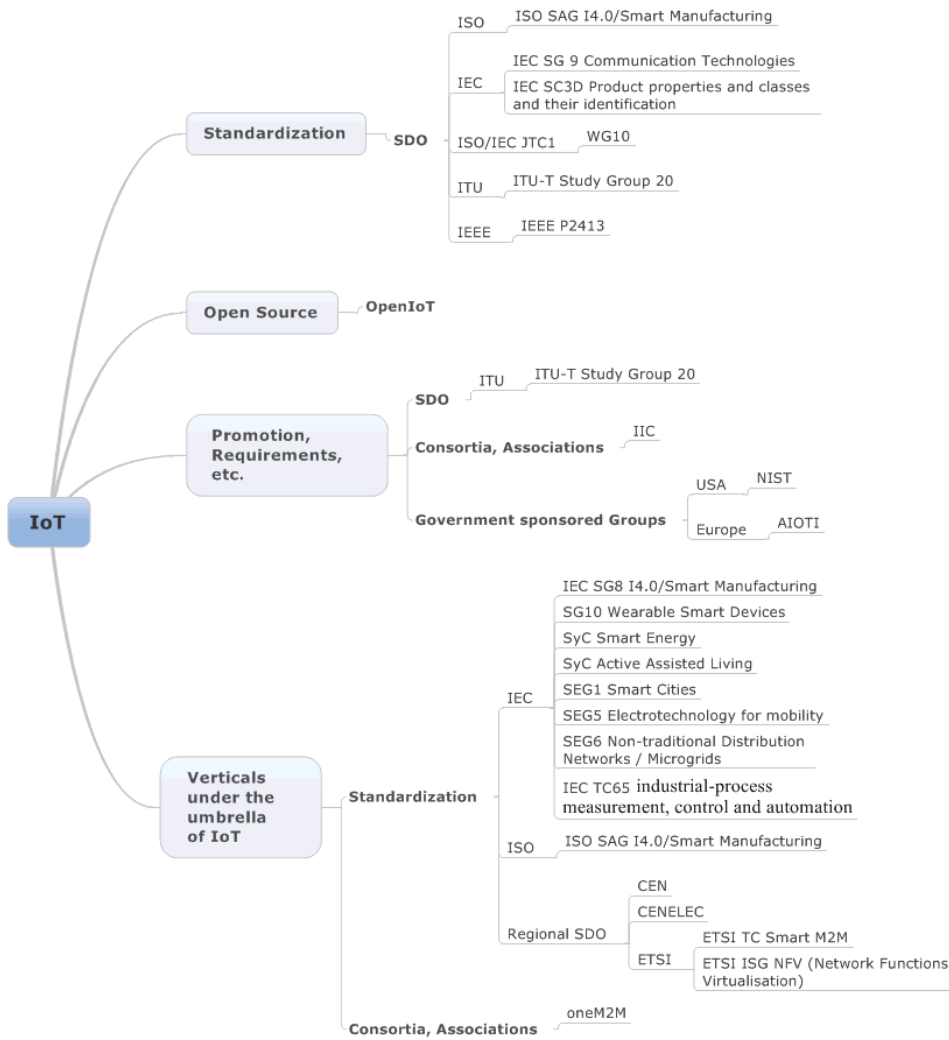 ISO
ISO SAG I4.0/Smart Manufacturing
IEC
IEC SG 9 Communication Technologies
IEC SC3D Product properties and classes
and their identification
Standardization
SDO
ISO/IEC JTC1
WG10
ITU
ITU-T Study Group 20
IEEE
IEEE P2413
Open Source
OpenIoT
Promotion,
Requirements,
etc.
SDO
ITU
ITU-T Study Group 20
Consortia, Associations
IIC
Government sponsored Groups
USA
NIST
Europe
AIOTI
IoT
Verticals
under the
umbrella
of IoT
Standardization
IEC
IEC SG8 I4.0/Smart Manufacturing
SG10 Wearable Smart Devices
SyC Smart Energy
SyC Active Assisted Living
SEG1 Smart Cities
SEG5 Electrotechnology for mobility
SEG6 Non-traditional Distribution
Networks / Microgrids
IEC TC65 industrial-process
measurement, control and automation
ISO
ISO SAG I4.0/Smart Manufacturing
Regional SDO
CEN
CENELEC
ETSI
ETSI TC Smart M2M
ETSI ISG NFV (Network Functions
Virtualisation)
Consortia, Associations
oneM2M